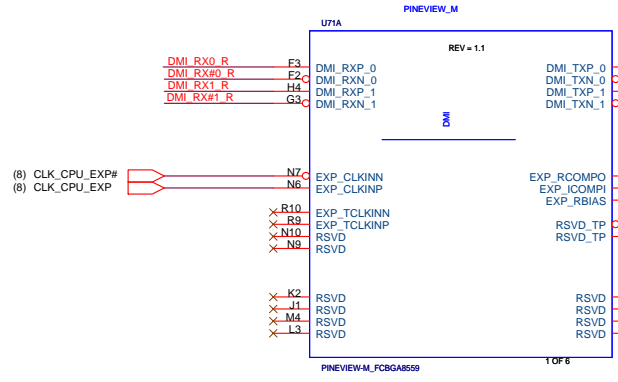 PINEVIEW_M
U71A
REV = 1.1
DMI_RX0_R F3 DMI_RXP_0 DMI_TXP_0
DMI_RX#0_R F2 DMI_RXN_0 DMI_TXN_0
DMI_RX1_R H4 DMI_RXP_1 DMI_TXP_1
DMI_RX#1_R G3 DMI_RXN_1 DMI_TXN_1
DMI
(8) CLK_CPU_EXP# N7 EXP_CLKINN EXP_RCOMPO
(8) CLK_CPU_EXP N6 EXP_CLKINP EXP_ICOMPI
EXP_RBIAS
R10 EXP_TCLKINN
R9 EXP_TCLKINP RSVD_TP
N10 RSVD RSVD_TP
N9 RSVD
K2 RSVD RSVD
J1 RSVD RSVD
M4 RSVD RSVD
L3 RSVD RSVD
1 OF 6
PINEVIEW-M_FCBGA8559